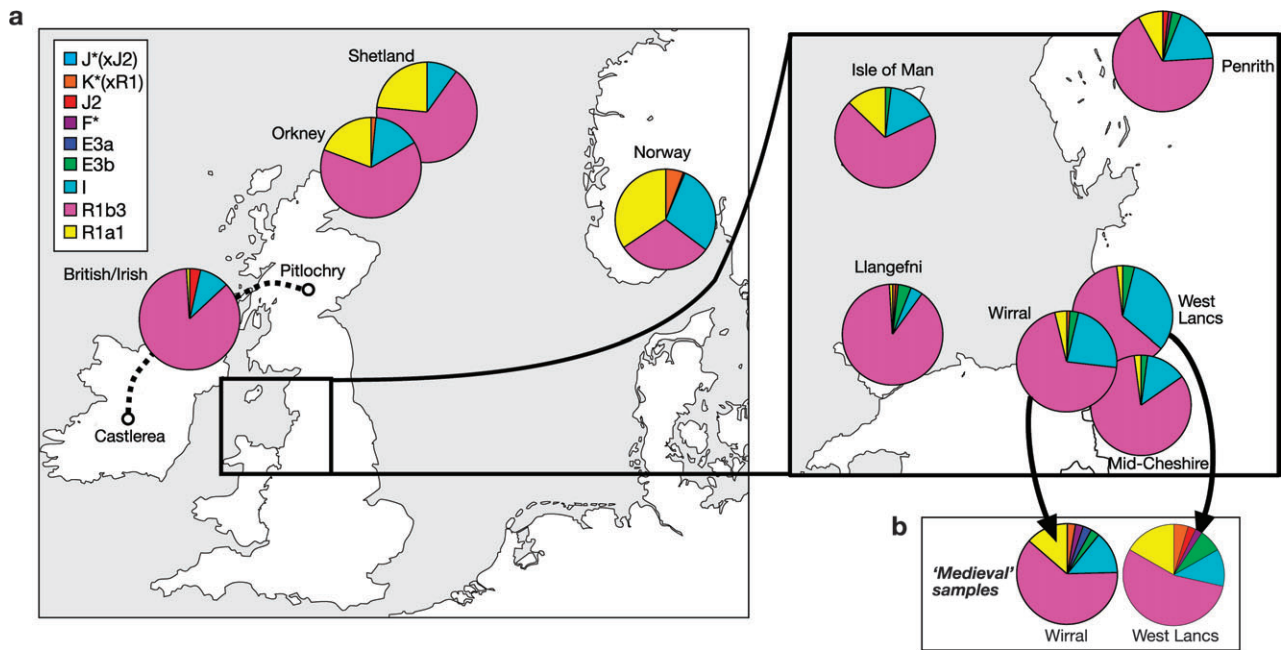 a
J*(xJ2)
K*(xR1)
J2
F*
E3a
E3b
I
R1b3
R1a1
Shetland
Orkney
Norway
British/Irish
Pitlochry
Castlerea
Isle of Man
Penrith
Llangefni
Wirral
West
Lancs
Mid-Cheshire
b
'Medieval'
samples
Wirral
West Lancs